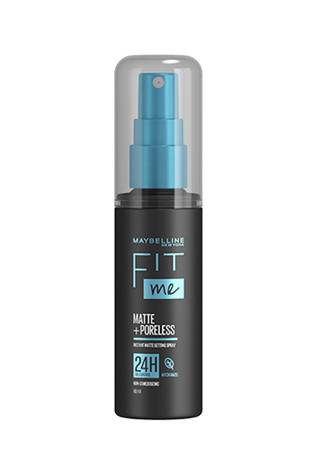 MAYBELLINE
NEW YORK
FIT
me
MATTE
+PORELESS
INSTANT MATTE SETTING SPRAY
24H
NON-COMEDOGENIC